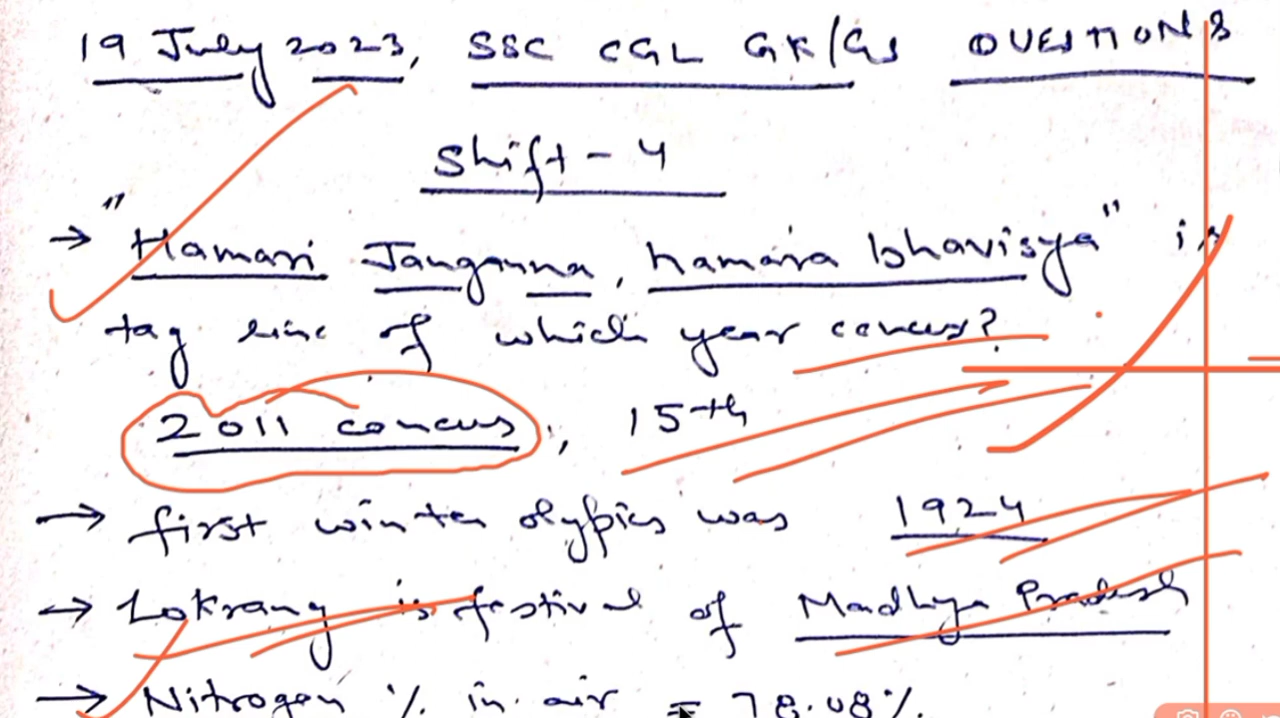 19 July 2023, SSC CGL GK/GS QUESTIONS
Shift - 4
→ "Hamari Janganna, hamara bhavisya" is
tag line of which year cencus?
2011 cencus, 15th
→ first winter olypics was 1924
→ Lokrang is festival of Madhya Pradesh
→ Nitrogen % in air = 78.08%